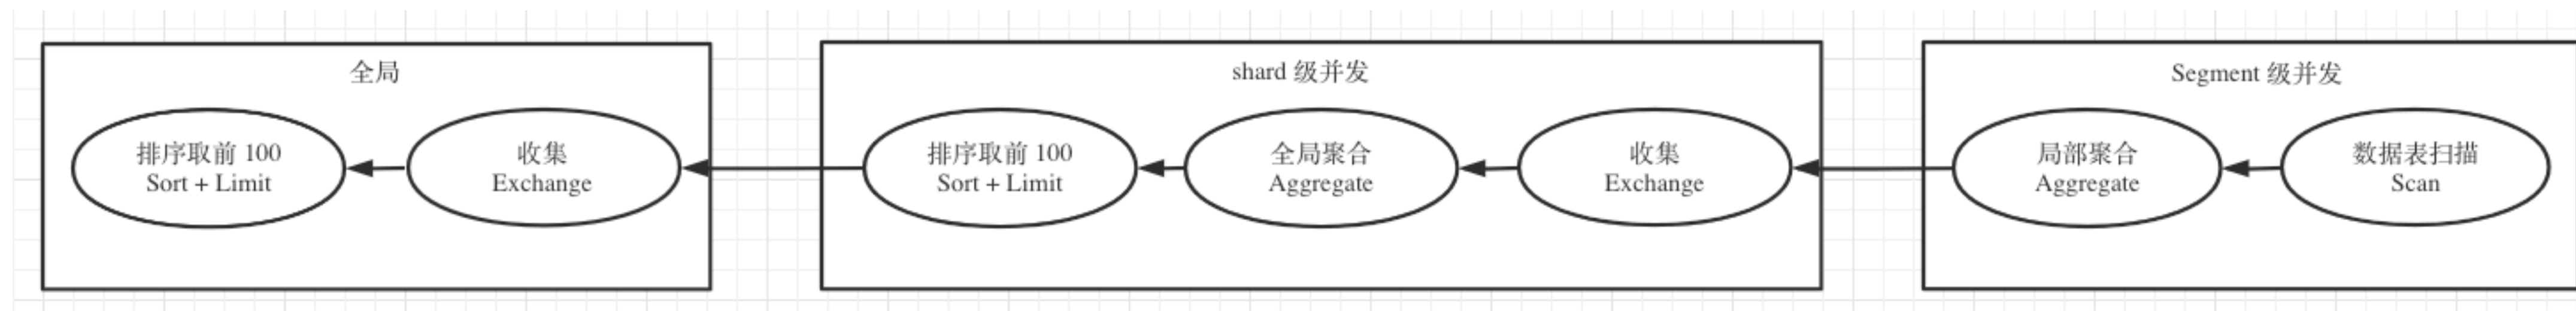 全局
排序取前 100
Sort + Limit
收集
Exchange
shard 级并发
排序取前 100
Sort + Limit
全局聚合
Aggregate
收集
Exchange
Segment 级并发
局部聚合
Aggregate
数据表扫描
Scan